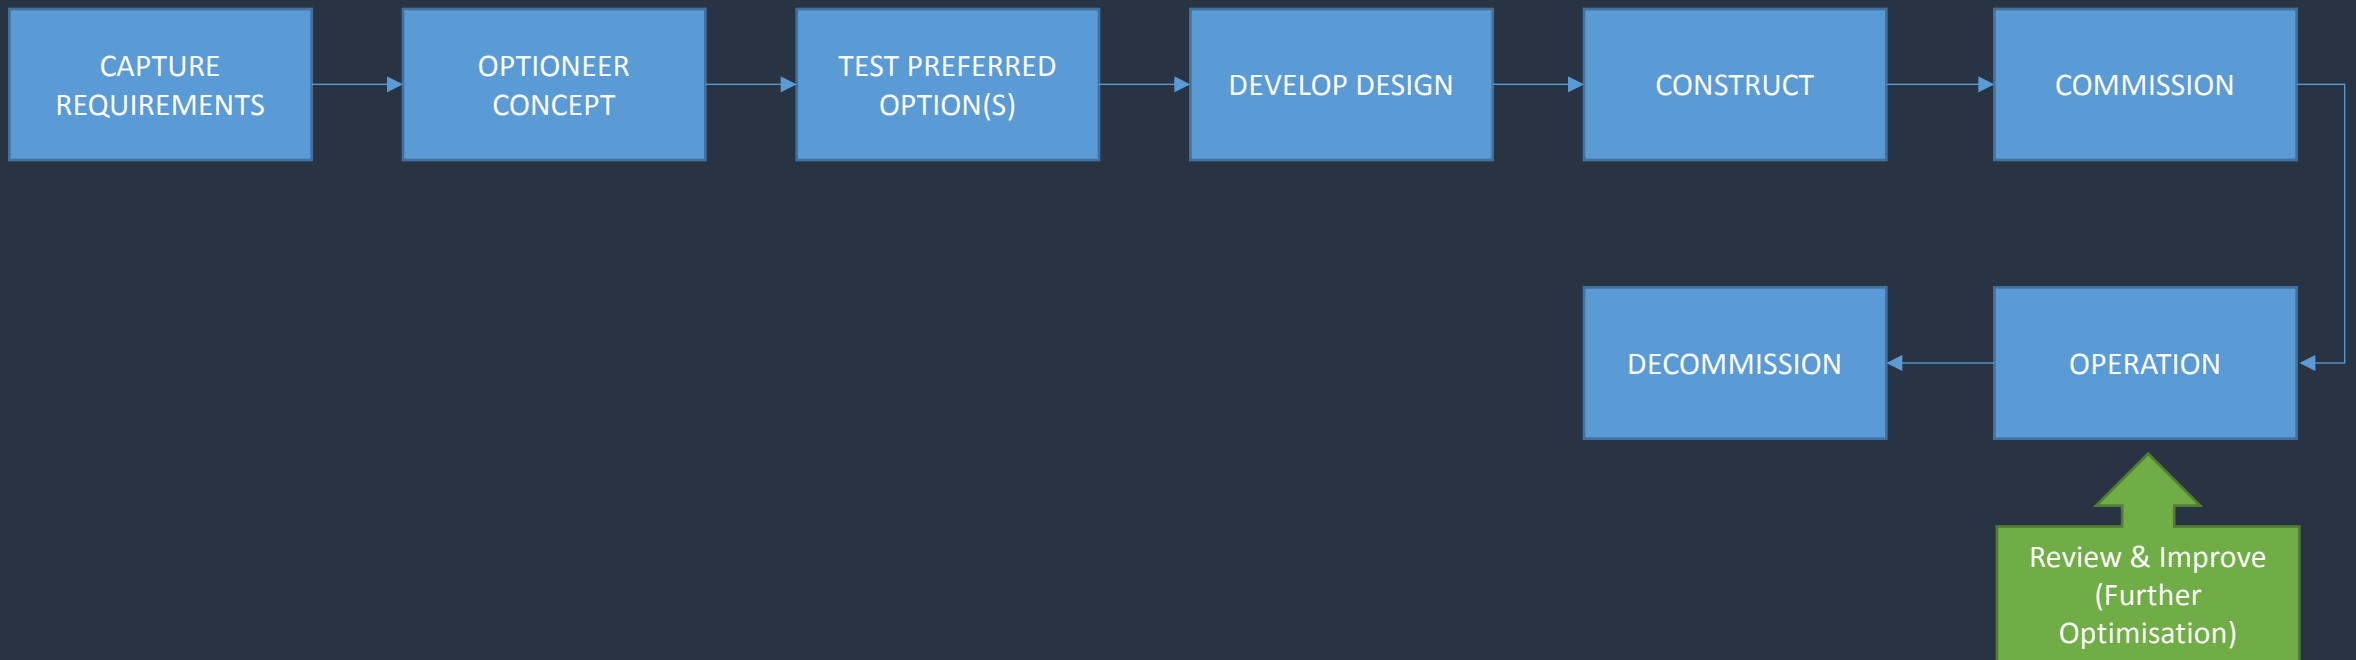 CAPTURE
REQUIREMENTS
OPTIONEER
CONCEPT
TEST PREFERRED
OPTION(S)
DEVELOP DESIGN
CONSTRUCT
COMMISSION
DECOMMISSION
OPERATION
Review & Improve
(Further
Optimisation)